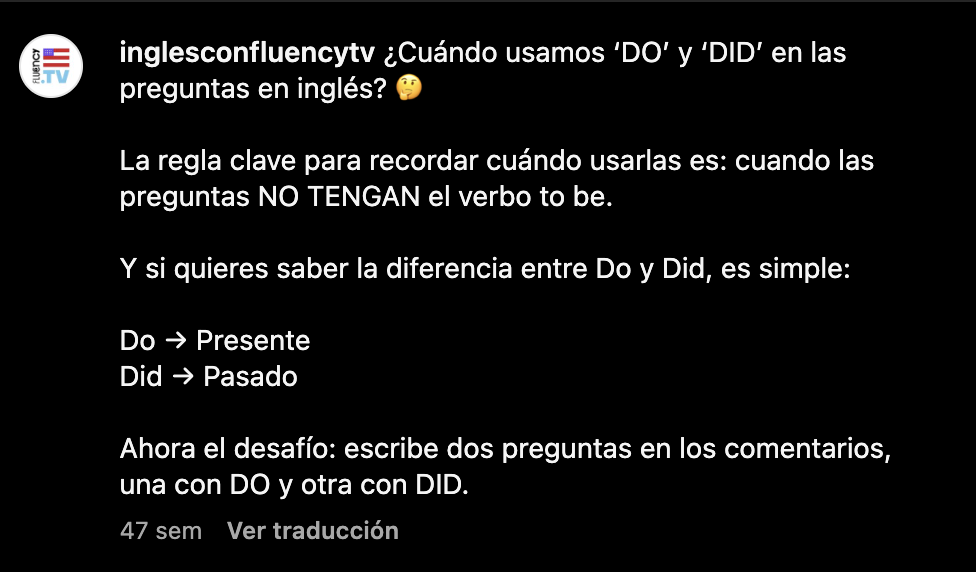 FLUENCY
.TV
inglesconfluencytv ¿Cuándo usamos ‘DO’ y ‘DID’ en las
preguntas en inglés? 🤔
La regla clave para recordar cuándo usarlas es: cuando las
preguntas NO TENGAN el verbo to be.
Y si quieres saber la diferencia entre Do y Did, es simple:
Do → Presente
Did → Pasado
Ahora el desafío: escribe dos preguntas en los comentarios,
una con DO y otra con DID.
47 sem Ver traducción